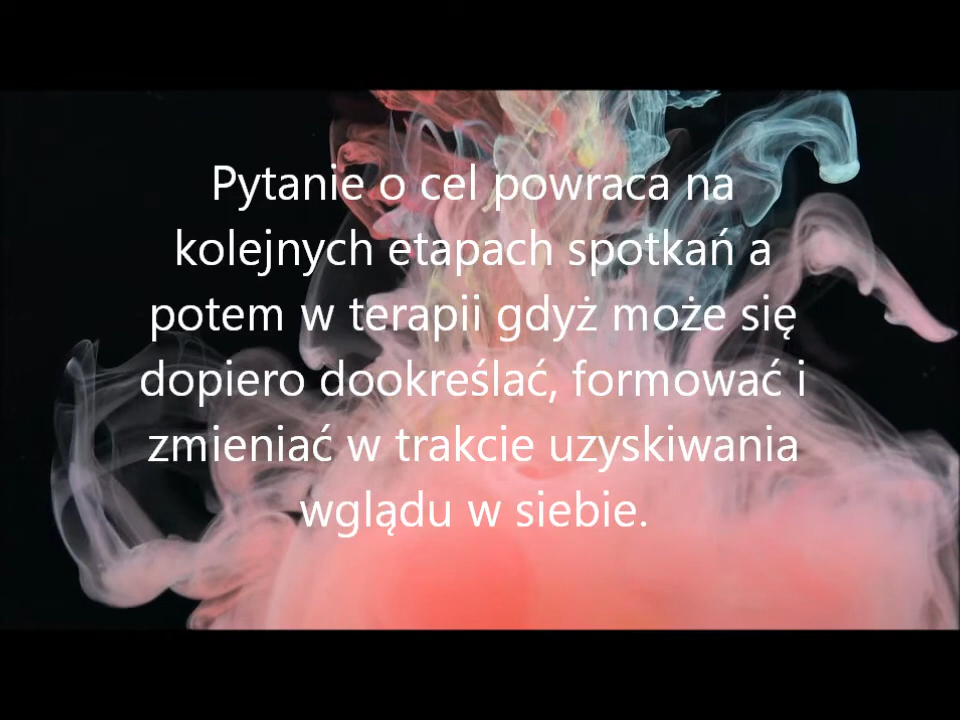 Pytanie o cel powraca na
kolejnych etapach spotkań a
potem w terapii gdyż może się
dopiero dookreślać, formować i
zmieniać w trakcie uzyskiwania
wglądu w siebie.